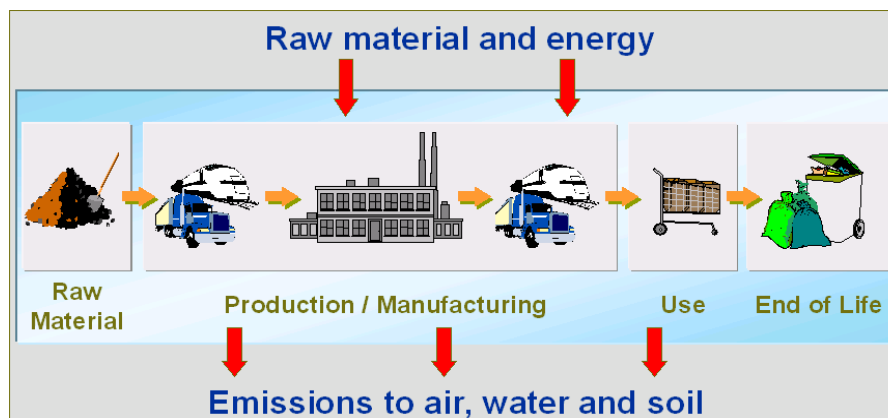 Raw material and energy
Raw
Material
Production / Manufacturing
Use
End of Life
Emissions to air, water and soil